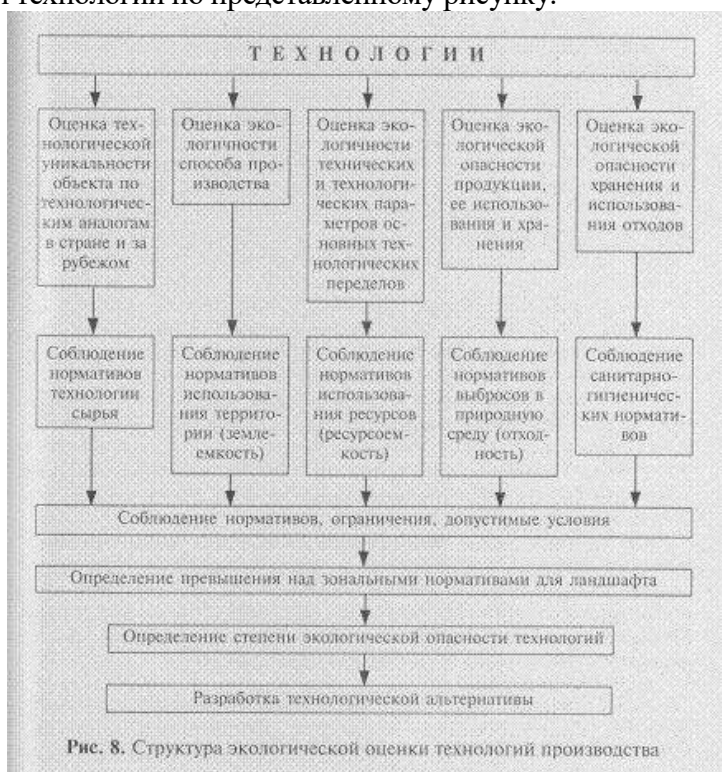 технологии по представленному рисунку.
ТЕХНОЛОГИИ
Оценка тех-
нологической
уникальности
объекта по
технологичес-
ким аналогам
в стране и за
рубежом
Оценка эко-
логичности
способа про-
изводства
Оценка эко-
логичности
технических
и технологи-
ческих пара-
метров ос-
новных тех-
нологических
переделов
Оценка эко-
логической
опасности
продукции,
ее использо-
вания и хра-
нения
Оценка эко-
логической
опасности
хранения и
использова-
ния отходов
Соблюдение
нормативов
технологии
сырья
Соблюдение
нормативов
использова-
ния террито-
рии (земле-
емкость)
Соблюдение
нормативов
использова-
ния ресурсов
(ресурсоем-
кость)
Соблюдение
нормативов
выбросов в
природную
среду (отход-
ность)
Соблюдение
санитарно-
гигиеничес-
ких нормати-
вов
Соблюдение нормативов, ограничения, допустимые условия
Определение превышения над зональными нормативами для ландшафта
Определение степени экологической опасности технологий
Разработка технологической альтернативы
Рис. 8. Структура экологической оценки технологий производства